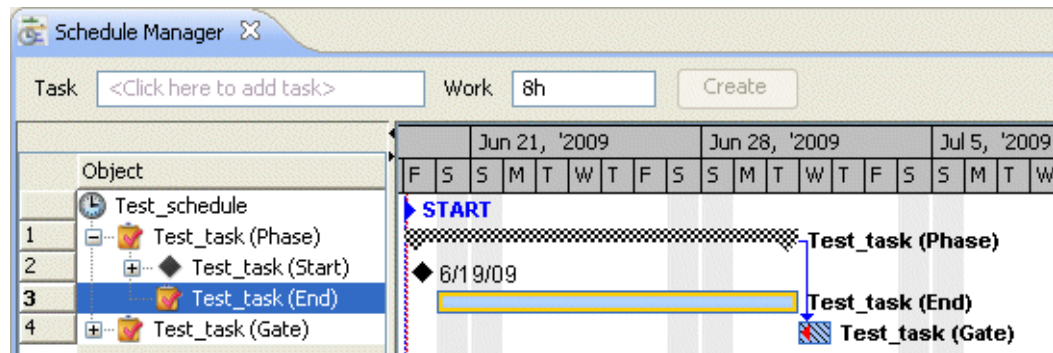 Schedule Manager
Task <Click here to add task> Work 8h Create
Jun 21, '2009 Jun 28, '2009 Jul 5, '2009
Object F S S M T W T F S S M T W T F S S M T W
Test_schedule START
1 Test_task (Phase) Test_task (Phase)
2 Test_task (Start) 6/19/09
3 Test_task (End) Test_task (End)
4 Test_task (Gate) Test_task (Gate)